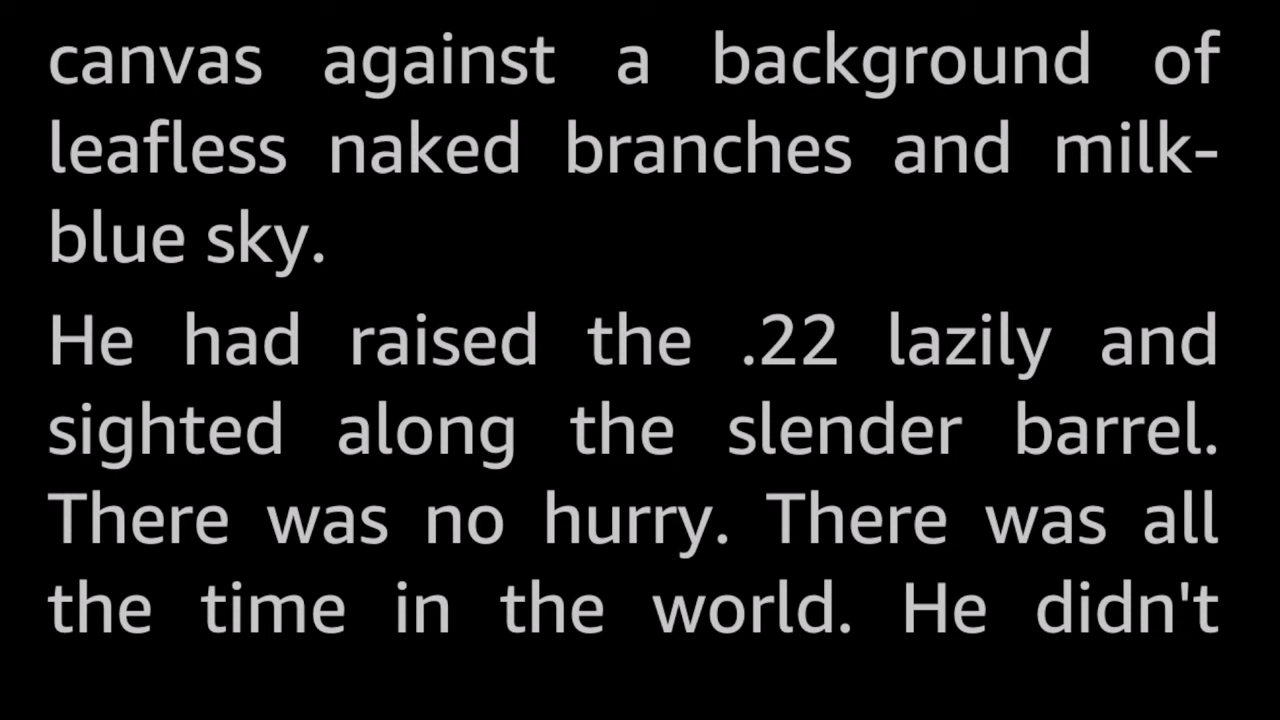 canvas against a background of
leafless naked branches and milk-
blue sky.
He had raised the .22 lazily and
sighted along the slender barrel.
There was no hurry. There was all
the time in the world. He didn't